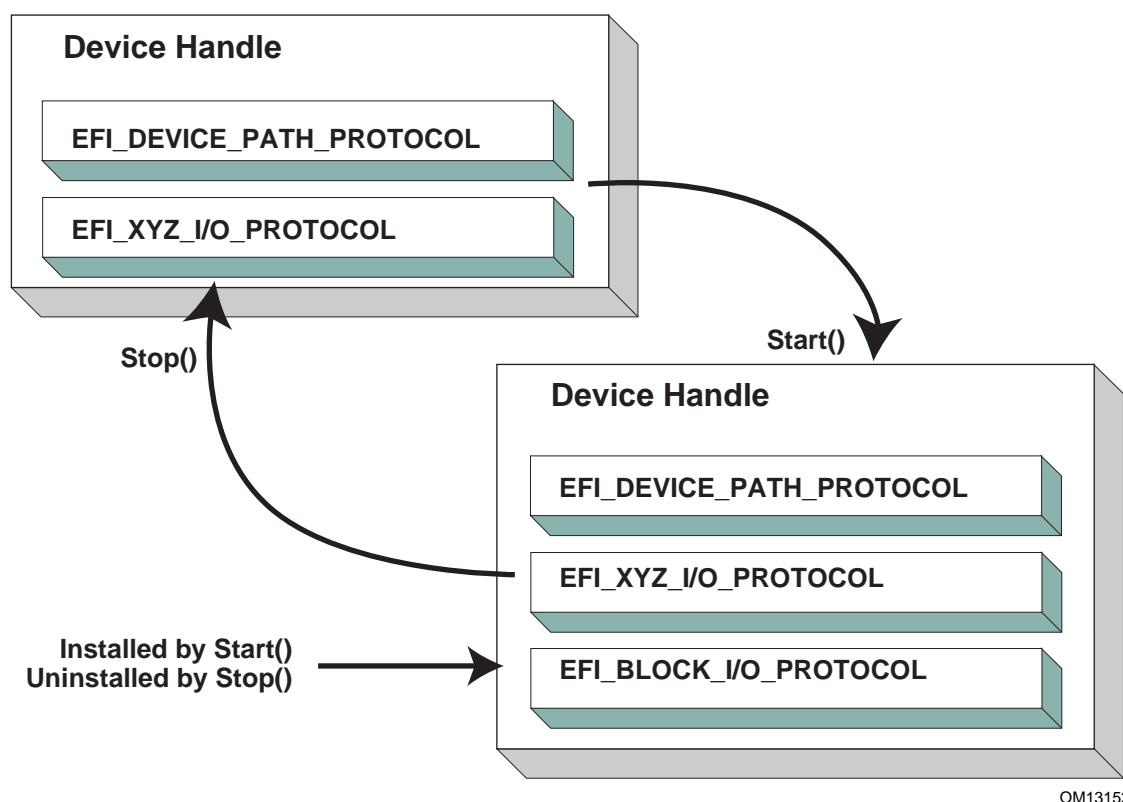 Device Handle
EFI_DEVICE_PATH_PROTOCOL
EFI_XYZ_I/O_PROTOCOL
Start()
Stop()
Device Handle
EFI_DEVICE_PATH_PROTOCOL
EFI_XYZ_I/O_PROTOCOL
Installed by Start()
Uninstalled by Stop()
EFI_BLOCK_I/O_PROTOCOL
OM13152